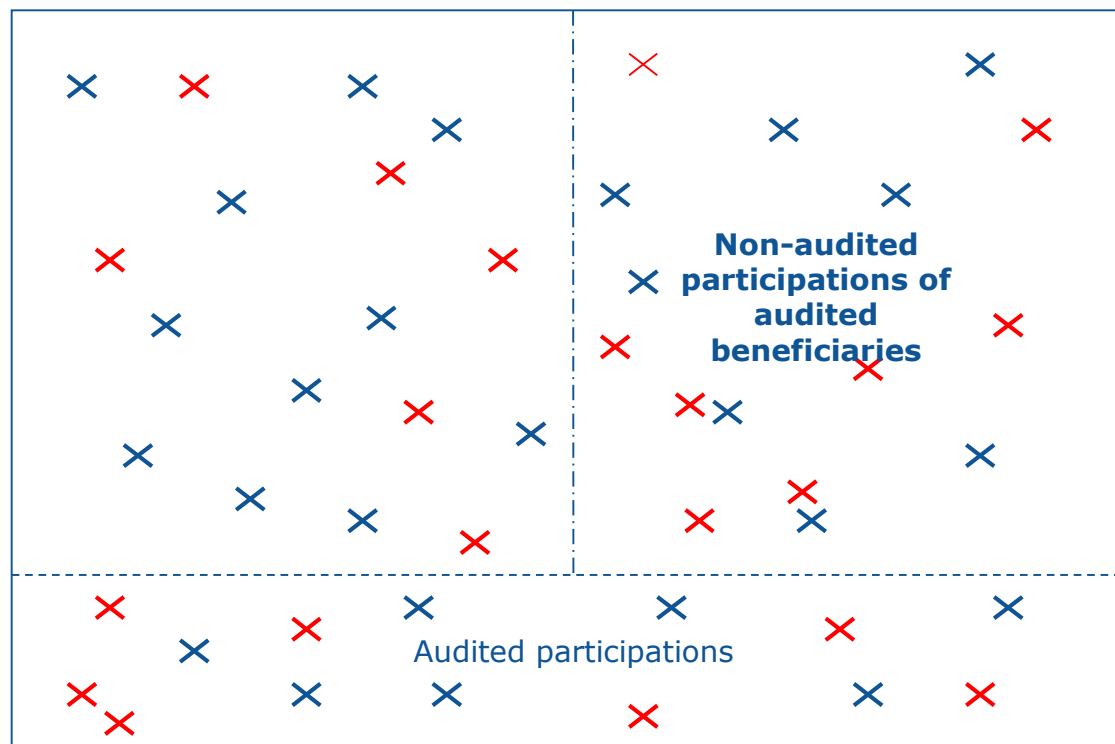 Non-audited
participations of
audited
beneficiaries
Audited participations